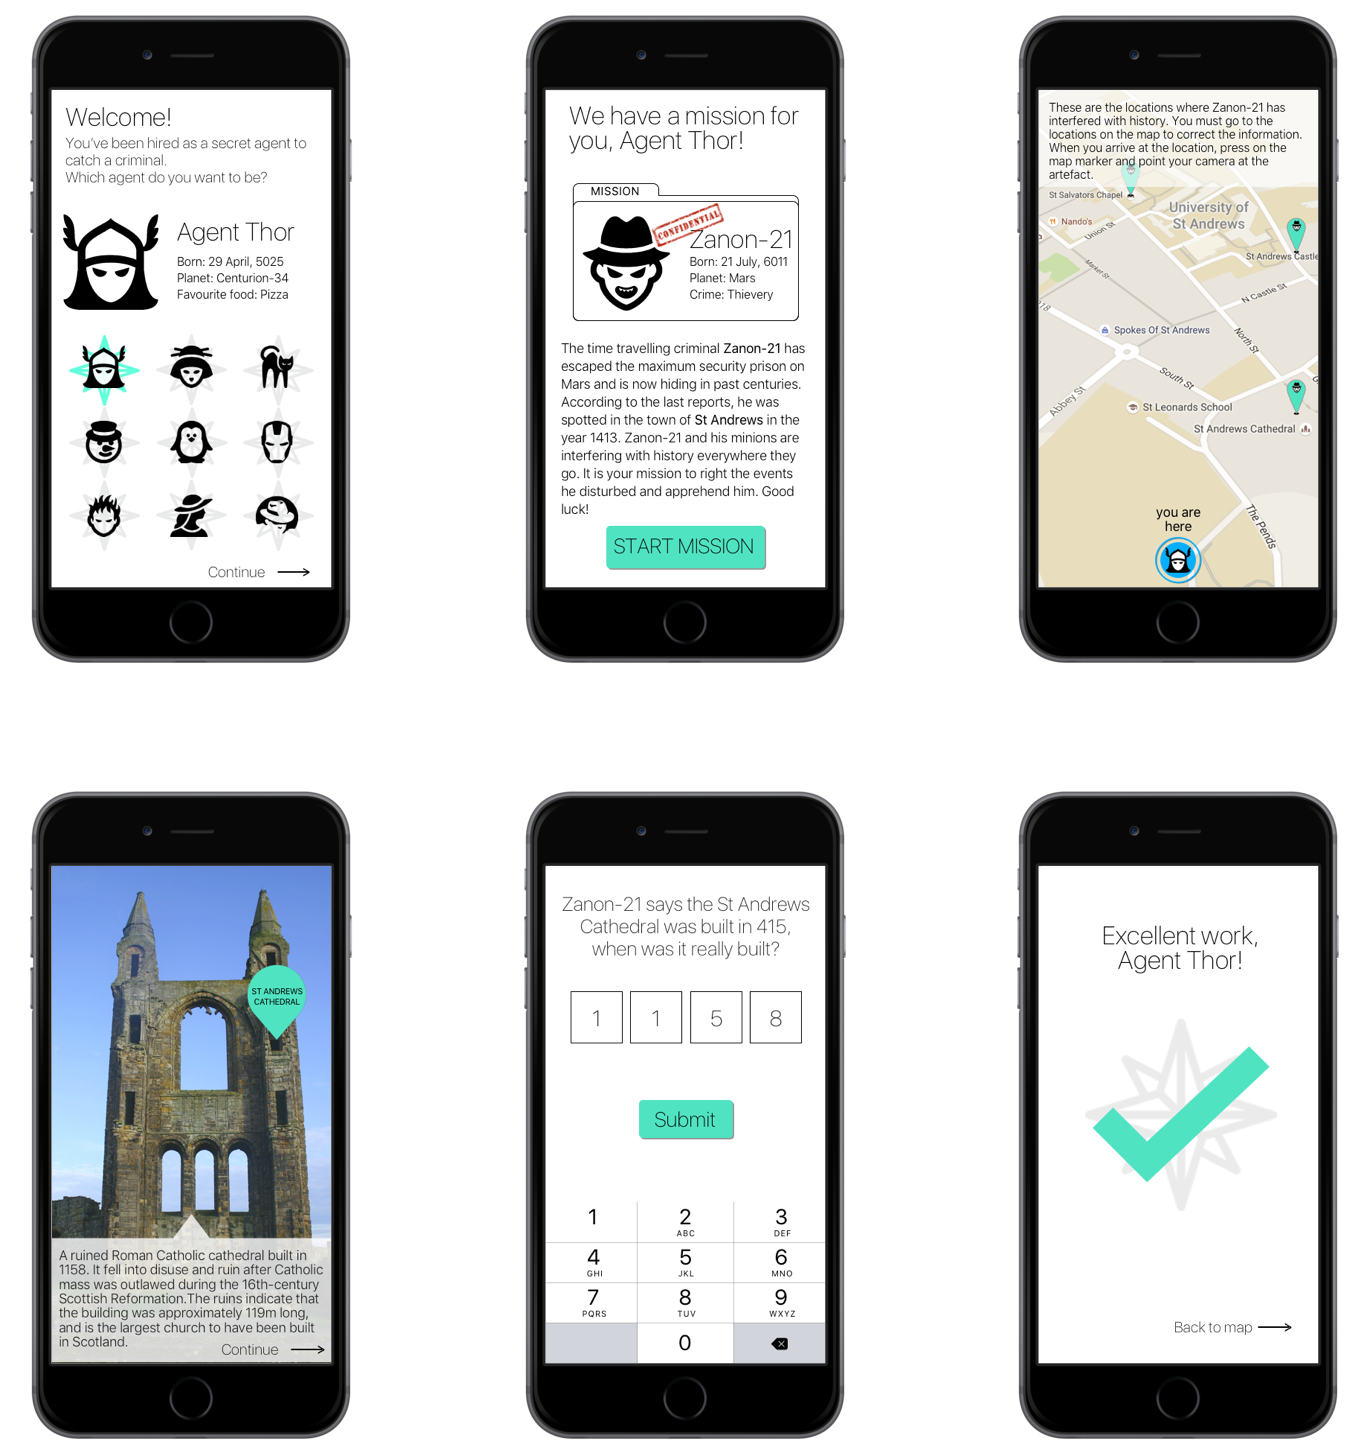 Welcome!
You've been hired as a secret agent to
catch a criminal.
Which agent do you want to be?
Agent Thor
Born: 29 April, 5025
Planet: Centurion-34
Favourite food: Pizza
Continue
We have a mission for
you, Agent Thor!
MISSION
CONFIDENTIAL
Zanon-21
Born: 21 July, 6011
Planet: Mars
Crime: Thievery
The time travelling criminal Zanon-21 has
escaped the maximum security prison on
Mars and is now hiding in past centuries.
According to the last reports, he was
spotted in the town of St Andrews in the
year 1413. Zanon-21 and his minions are
interfering with history everywhere they
go. It is your mission to right the events
he disturbed and apprehend him. Good
luck!
START MISSION
These are the locations where Zanon-21 has
interfered with history. You must go to the
locations on the map to correct the information.
When you arrive at the location, press on the
map marker and point your camera at the
artefact.
St Salvators Chapel
University of
St Andrews
Nando's
Union St
St Andrews Castle
Market St
N Castle St
Spokes Of St Andrews
North St
South St
Abbey St
St Leonards School
St Andrews Cathedral
The Pends
you are
here
ST ANDREWS
CATHEDRAL
A ruined Roman Catholic cathedral built in
1158. It fell into disuse and ruin after Catholic
mass was outlawed during the 16th-century
Scottish Reformation.The ruins indicate that
the building was approximately 119m long,
and is the largest church to have been built
in Scotland.
Continue
Zanon-21 says the St Andrews
Cathedral was built in 415,
when was it really built?
1 1 5 8
Submit
1 2 3
ABC DEF
4 5 6
GHI JKL MNO
7 8 9
PQRS TUV WXYZ
0
Excellent work,
Agent Thor!
Back to map